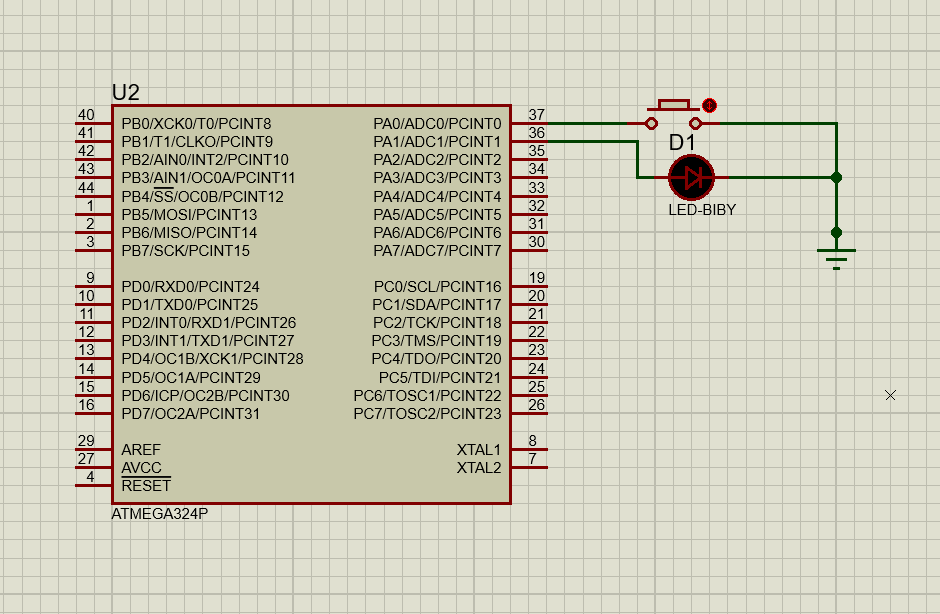 U2
40 PB0/XCK0/T0/PCINT8 PA0/ADC0/PCINT0 37
41 PB1/T1/CLKO/PCINT9 PA1/ADC1/PCINT1 36
42 PB2/AIN0/INT2/PCINT10 PA2/ADC2/PCINT2 35
43 PB3/AIN1/OC0A/PCINT11 PA3/ADC3/PCINT3 34
44 PB4/SS/OC0B/PCINT12 PA4/ADC4/PCINT4 33
1 PB5/MOSI/PCINT13 PA5/ADC5/PCINT5 32
2 PB6/MISO/PCINT14 PA6/ADC6/PCINT6 31
3 PB7/SCK/PCINT15 PA7/ADC7/PCINT7 30
9 PD0/RXD0/PCINT24 PC0/SCL/PCINT16 19
10 PD1/TXD0/PCINT25 PC1/SDA/PCINT17 20
11 PD2/INT0/RXD1/PCINT26 PC2/TCK/PCINT18 21
12 PD3/INT1/TXD1/PCINT27 PC3/TMS/PCINT19 22
13 PD4/OC1B/XCK1/PCINT28 PC4/TDO/PCINT20 23
14 PD5/OC1A/PCINT29 PC5/TDI/PCINT21 24
15 PD6/ICP/OC2B/PCINT30 PC6/TOSC1/PCINT22 25
16 PD7/OC2A/PCINT31 PC7/TOSC2/PCINT23 26
29 AREF XTAL1 8
27 AVCC XTAL2 7
4 RESET
ATMEGA324P
D1
LED-BIBY